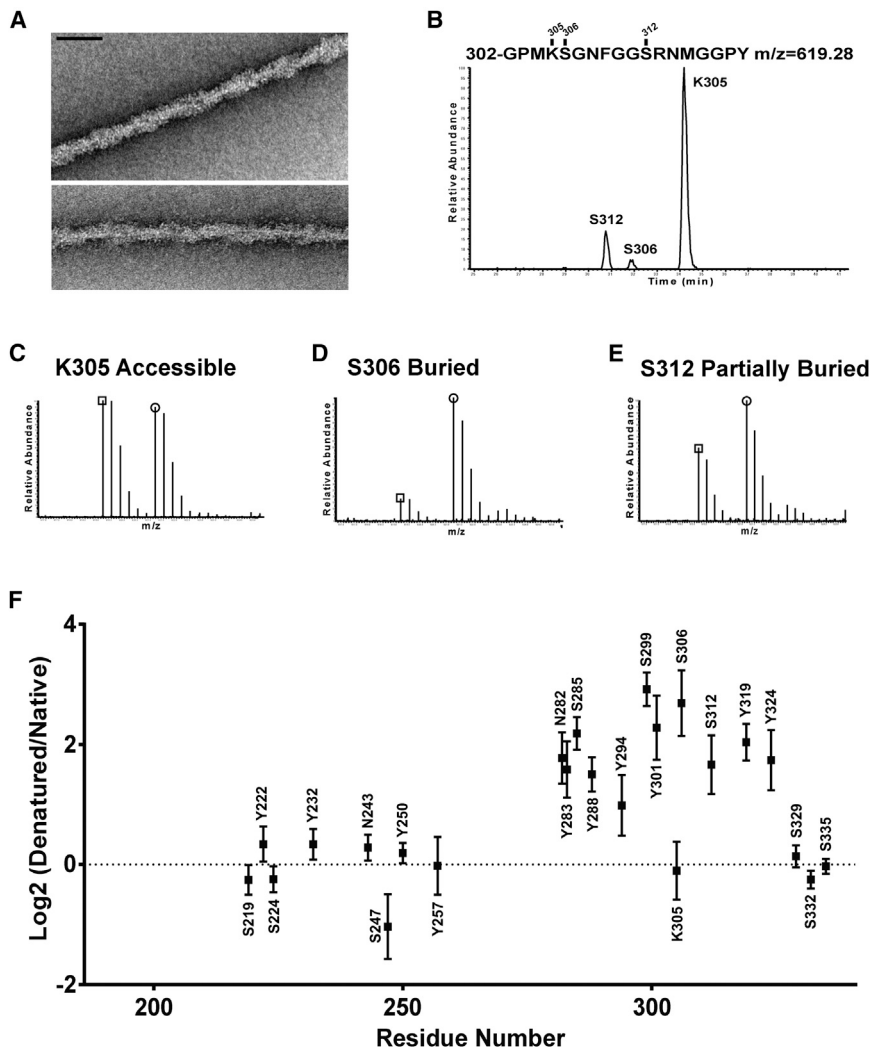 A
B
305 306 312
302-GPMKSGNFGGSRNMGGPY m/z=619.28
K305
S312
S306
Relative Abundance
Time (min)
C
K305 Accessible
Relative Abundance
m/z
D
S306 Buried
Relative Abundance
m/z
E
S312 Partially Buried
Relative Abundance
m/z
F
Log2 (Denatured/Native)
4
2
0
-2
S219
Y222
S224
Y232
N243
S247
Y250
Y257
N282
Y283
S285
Y288
Y294
S299
Y301
K305
S306
S312
Y319
Y324
S329
S332
S335
200
250
300
Residue Number